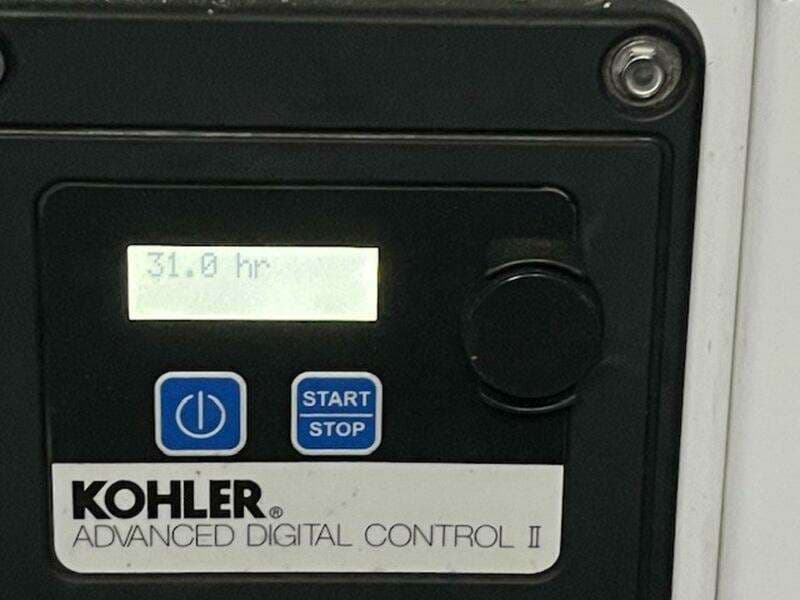 31.0 hr
START
STOP
KOHLER®
ADVANCED DIGITAL CONTROL II